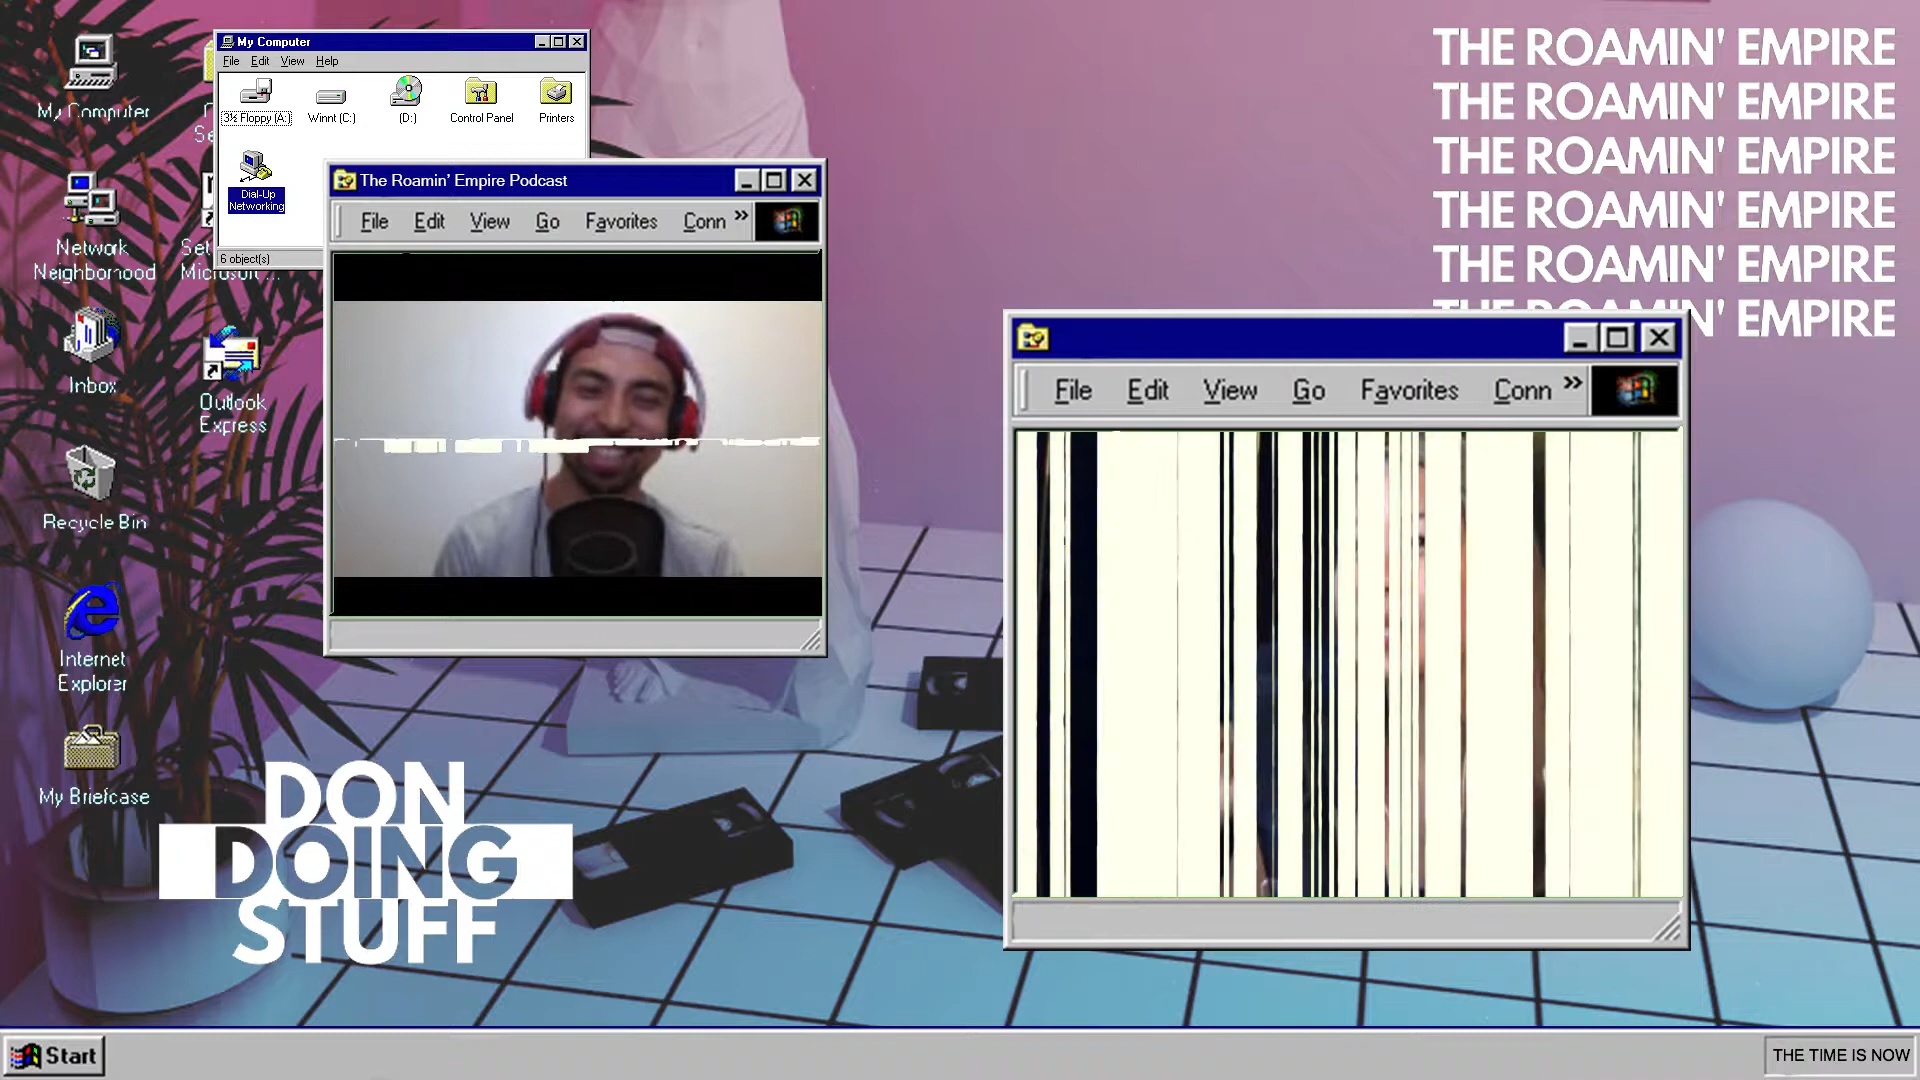 My Computer
File Edit View Help
3½ Floppy (A:)
Winnt (C:)
(D:)
Control Panel
Printers
Dial-Up
Networking
6 object(s)
My Computer
Network
Neighborhood
Inbox
Outlook
Express
Recycle Bin
Internet
Explorer
My Briefcase
The Roamin' Empire Podcast
File Edit View Go Favorites Conn »
THE ROAMIN' EMPIRE
THE ROAMIN' EMPIRE
THE ROAMIN' EMPIRE
THE ROAMIN' EMPIRE
THE ROAMIN' EMPIRE
THE ROAMIN' EMPIRE
File Edit View Go Favorites Conn »
DON
DOING
STUFF
Start
THE TIME IS NOW